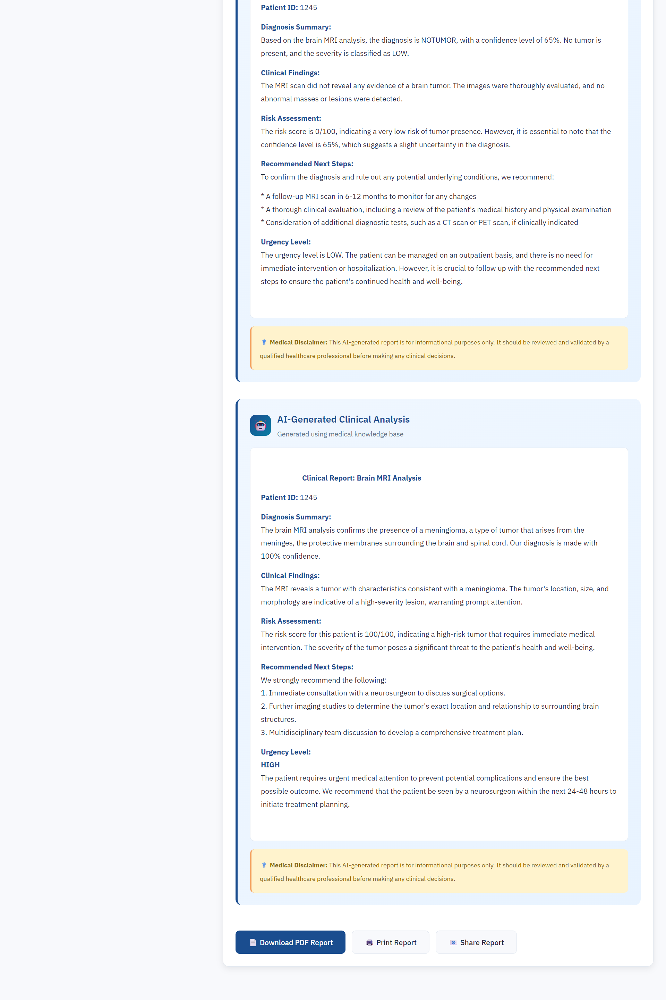 Patient ID: 1245
Diagnosis Summary:
Based on the brain MRI analysis, the diagnosis is NOTUMOR, with a confidence level of 65%. No tumor is
present, and the severity is classified as LOW.
Clinical Findings:
The MRI scan did not reveal any evidence of a brain tumor. The images were thoroughly evaluated, and no
abnormal masses or lesions were detected.
Risk Assessment:
The risk score is 0/100, indicating a very low risk of tumor presence. However, it is essential to note that the
confidence level is 65%, which suggests a slight uncertainty in the diagnosis.
Recommended Next Steps:
To confirm the diagnosis and rule out any potential underlying conditions, we recommend:
* A follow-up MRI scan in 6-12 months to monitor for any changes
* A thorough clinical evaluation, including a review of the patient's medical history and physical examination
* Consideration of additional diagnostic tests, such as a CT scan or PET scan, if clinically indicated
Urgency Level:
The urgency level is LOW. The patient can be managed on an outpatient basis, and there is no need for
immediate intervention or hospitalization. However, it is crucial to follow up with the recommended next
steps to ensure the patient's continued health and well-being.
Medical Disclaimer: This AI-generated report is for informational purposes only. It should be reviewed and validated by a
qualified healthcare professional before making any clinical decisions.
AI-Generated Clinical Analysis
Generated using medical knowledge base
Clinical Report: Brain MRI Analysis
Patient ID: 1245
Diagnosis Summary:
The brain MRI analysis confirms the presence of a meningioma, a type of tumor that arises from the
meninges, the protective membranes surrounding the brain and spinal cord. Our diagnosis is made with
100% confidence.
Clinical Findings:
The MRI reveals a tumor with characteristics consistent with a meningioma. The tumor's location, size, and
morphology are indicative of a high-severity lesion, warranting prompt attention.
Risk Assessment:
The risk score for this patient is 100/100, indicating a high-risk tumor that requires immediate medical
intervention. The severity of the tumor poses a significant threat to the patient's health and well-being.
Recommended Next Steps:
We strongly recommend the following:
1. Immediate consultation with a neurosurgeon to discuss surgical options.
2. Further imaging studies to determine the tumor's exact location and relationship to surrounding brain
structures.
3. Multidisciplinary team discussion to develop a comprehensive treatment plan.
Urgency Level:
HIGH
The patient requires urgent medical attention to prevent potential complications and ensure the best
possible outcome. We recommend that the patient be seen by a neurosurgeon within the next 24-48 hours to
initiate treatment planning.
Medical Disclaimer: This AI-generated report is for informational purposes only. It should be reviewed and validated by a
qualified healthcare professional before making any clinical decisions.
Download PDF Report
Print Report
Share Report